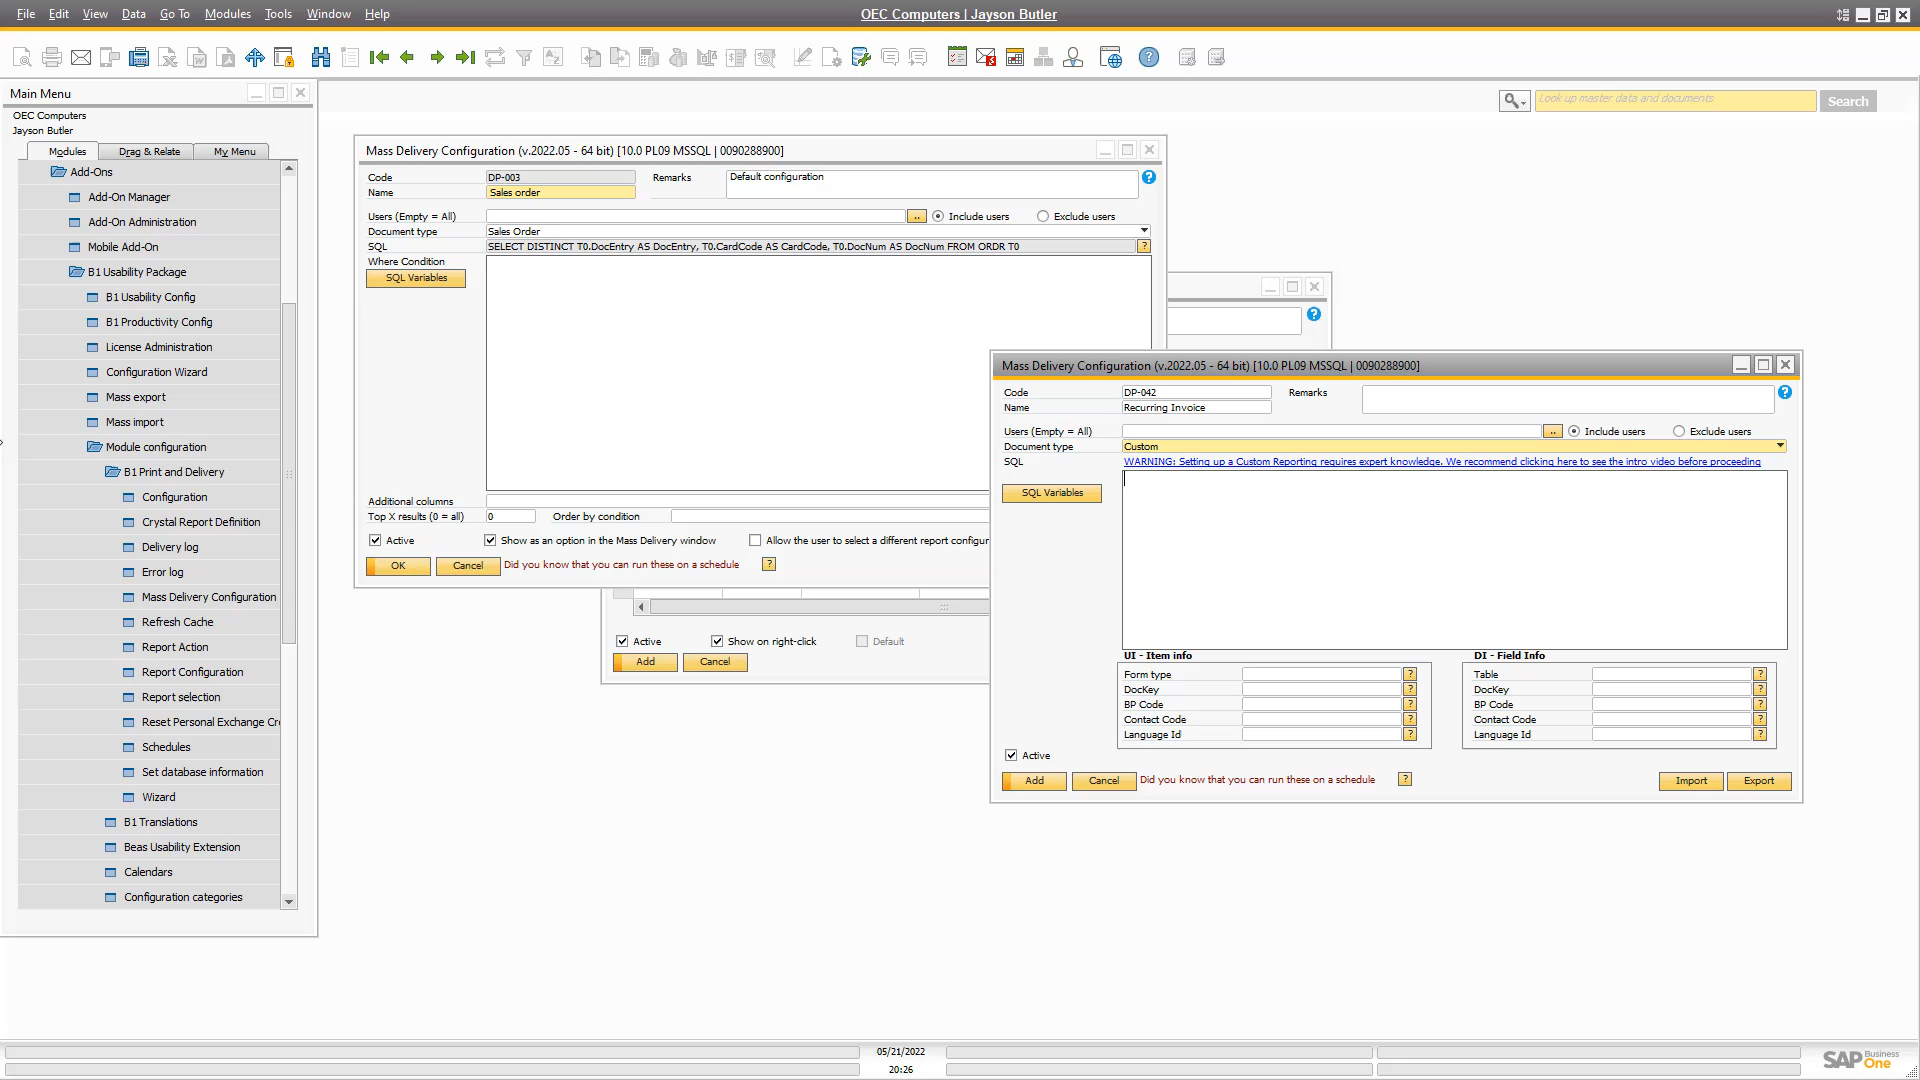 File Edit View Data Go To Modules Tools Window Help
OEC Computers | Jayson Butler
Main Menu
OEC Computers
Jayson Butler
Modules Drag & Relate My Menu
Add-Ons
Add-On Manager
Add-On Administration
Mobile Add-On
B1 Usability Package
B1 Usability Config
B1 Productivity Config
License Administration
Configuration Wizard
Mass export
Mass import
Module configuration
B1 Print and Delivery
Configuration
Crystal Report Definition
Delivery log
Error log
Mass Delivery Configuration
Refresh Cache
Report Action
Report Configuration
Report selection
Reset Personal Exchange Cr
Schedules
Set database information
Wizard
B1 Translations
Beas Usability Extension
Calendars
Configuration categories
Look up master data and documents Search
Mass Delivery Configuration (v.2022.05 - 64 bit) [10.0 PL09 MSSQL | 0090288900]
Code DP-003 Remarks Default configuration
Name Sales order
Users (Empty = All) .. Include users Exclude users
Document type Sales Order
SQL SELECT DISTINCT T0.DocEntry AS DocEntry, T0.CardCode AS CardCode, T0.DocNum AS DocNum FROM ORDR T0 ?
Where Condition
SQL Variables
Additional columns
Top X results (0 = all) 0 Order by condition
Active Show as an option in the Mass Delivery window Allow the user to select a different report configur
OK Cancel Did you know that you can run these on a schedule ?
Active Show on right-click Default
Add Cancel
Mass Delivery Configuration (v.2022.05 - 64 bit) [10.0 PL09 MSSQL | 0090288900]
Code DP-042 Remarks
Name Recurring Invoice
Users (Empty = All) .. Include users Exclude users
Document type Custom
SQL WARNING: Setting up a Custom Reporting requires expert knowledge. We recommend clicking here to see the intro video before proceeding
SQL Variables
UI - Item info DI - Field Info
Form type ? Table ?
DocKey ? DocKey ?
BP Code ? BP Code ?
Contact Code ? Contact Code ?
Language Id ? Language Id ?
Active
Add Cancel Did you know that you can run these on a schedule ? Import Export
05/21/2022
20:26
SAP Business One